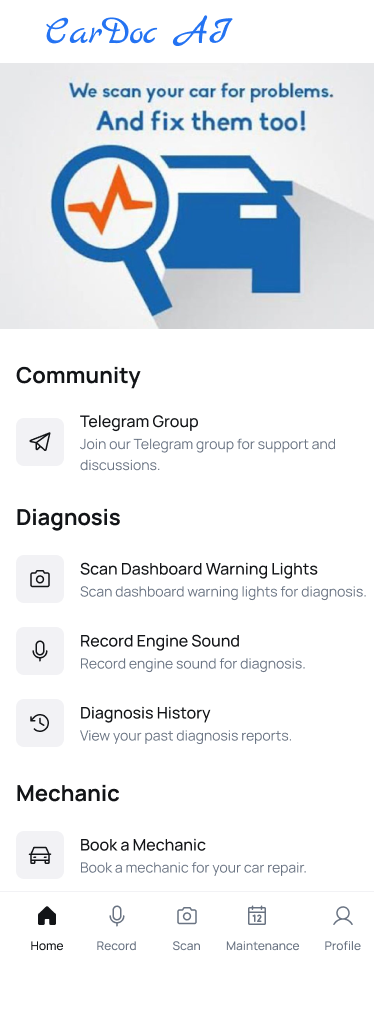 CarDoc AI
We scan your car for problems.
And fix them too!
Community
Telegram Group
Join our Telegram group for support and
discussions.
Diagnosis
Scan Dashboard Warning Lights
Scan dashboard warning lights for diagnosis.
Record Engine Sound
Record engine sound for diagnosis.
Diagnosis History
View your past diagnosis reports.
Mechanic
Book a Mechanic
Book a mechanic for your car repair.
12
Home Record Scan Maintenance Profile